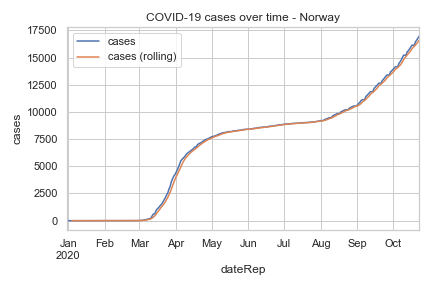 COVID-19 cases over time - Norway
cases
cases (rolling)
17500
15000
12500
10000
7500
5000
2500
0
cases
Jan Feb Mar Apr May Jun Jul Aug Sep Oct
2020
dateRep